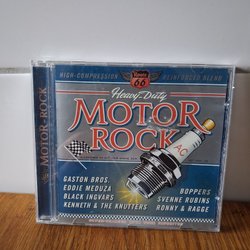 HIGH-COMPRESSION Route 66 REINFORCED BLEND
Heavy-Duty
MOTOR
ROCK
AC
GASTON BROS.
EDDIE MEDUZA
BLACK INGVARS
KENNETH & THE KNUTTERS
BOPPERS
SVENNE RUBINS
RONNY & RAGGE
MOTOR-ROCK